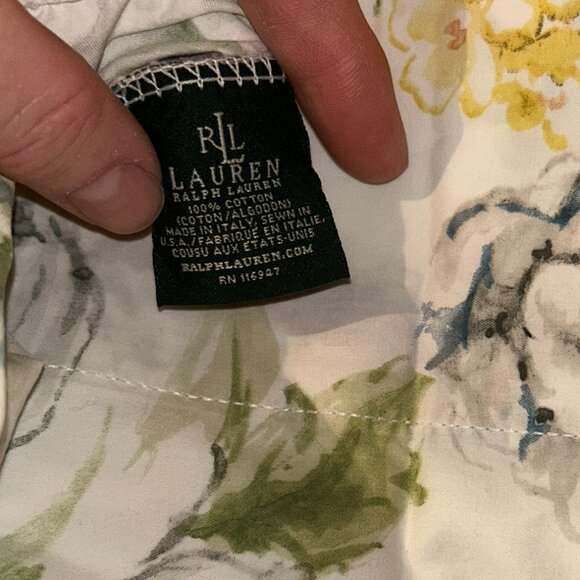 RLL
LAUREN
RALPH LAUREN
100% COTTON
(COTON/ALGODON)
MADE IN ITALY, SEWN IN
U.S.A./FABRIQUÉ EN ITALIE,
COUSU AUX ÉTATS-UNIS
RALPHLAUREN.COM
RN 116947